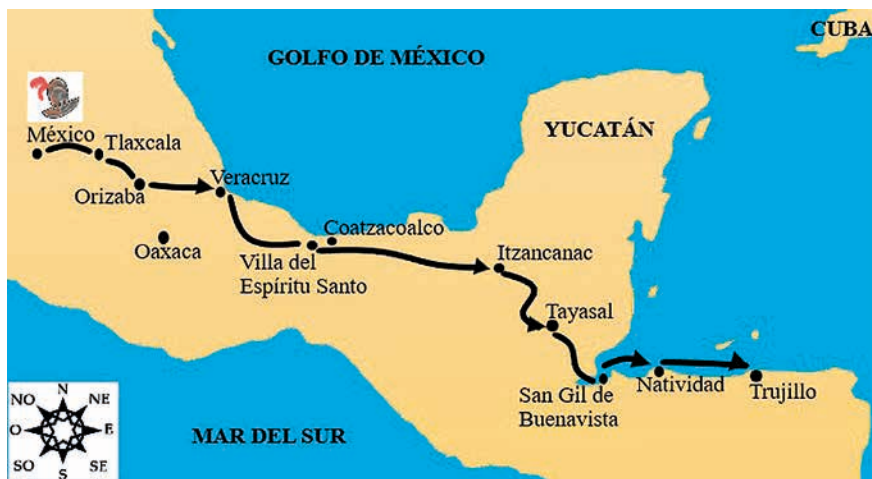 CUBA
GOLFO DE MÉXICO
YUCATÁN
México
Tlaxcala
Orizaba
Veracruz
Oaxaca
Coatzacoalco
Villa del
Espíritu Santo
Itzancanac
Tayasal
San Gil de
Buenavista
Natividad
Trujillo
MAR DEL SUR
N
NO
NE
O
E
SO
SE
S